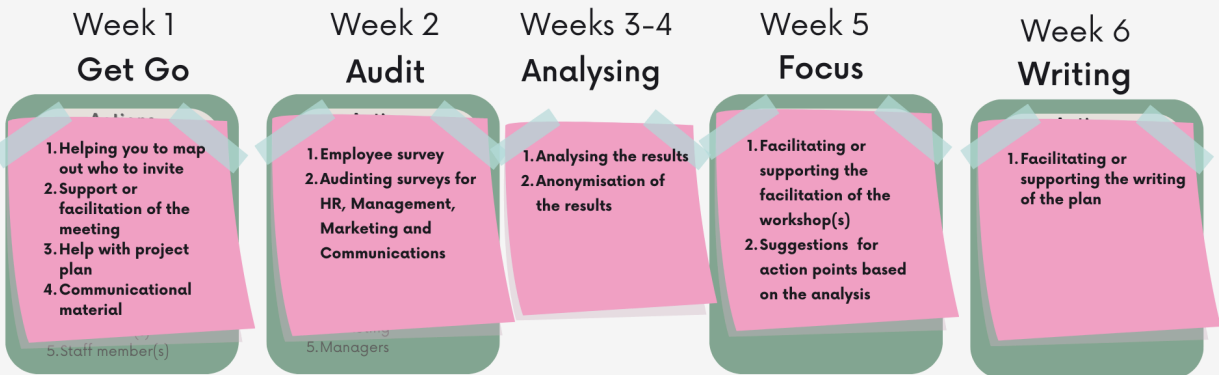 Week 1
Get Go
1. Helping you to map
out who to invite
2. Support or
facilitation of the
meeting
3. Help with project
plan
4. Communicational
material
5. Staff member(s)
Week 2
Audit
1. Employee survey
2. Audinting surveys for
HR, Management,
Marketing and
Communications
5. Managers
Weeks 3-4
Analysing
1. Analysing the results
2. Anonymisation of
the results
Week 5
Focus
1. Facilitating or
supporting the
facilitation of the
workshop(s)
2. Suggestions for
action points based
on the analysis
Week 6
Writing
1. Facilitating or
supporting the writing
of the plan